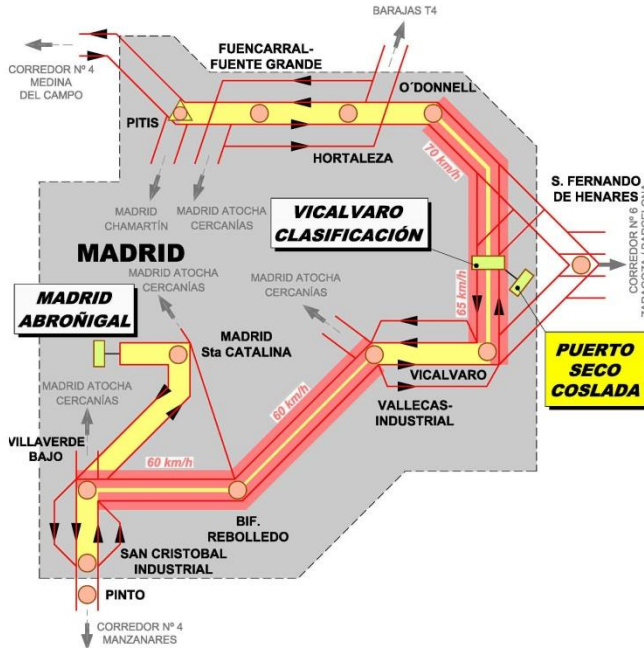 BARAJAS T4
CORREDOR Nº 4
MEDINA
DEL CAMPO
FUENCARRAL-
FUENTE GRANDE
O´DONNELL
PITIS
HORTALEZA
70 km/h
S. FERNANDO
DE HENARES
MADRID
CHAMARTÍN
MADRID ATOCHA
CERCANÍAS
VICALVARO
CLASIFICACIÓN
CORREDOR Nº 6
MADRID
MADRID ATOCHA
CERCANÍAS
MADRID ATOCHA
CERCANÍAS
65 km/h
MADRID
ABROÑIGAL
MADRID
Sta CATALINA
PUERTO
SECO
COSLADA
VICALVARO
MADRID ATOCHA
CERCANÍAS
VALLECAS-
INDUSTRIAL
60 km/h
VILLAVERDE
BAJO
60 km/h
BIF.
REBOLLEDO
SAN CRISTOBAL
INDUSTRIAL
PINTO
CORREDOR Nº 4
MANZANARES